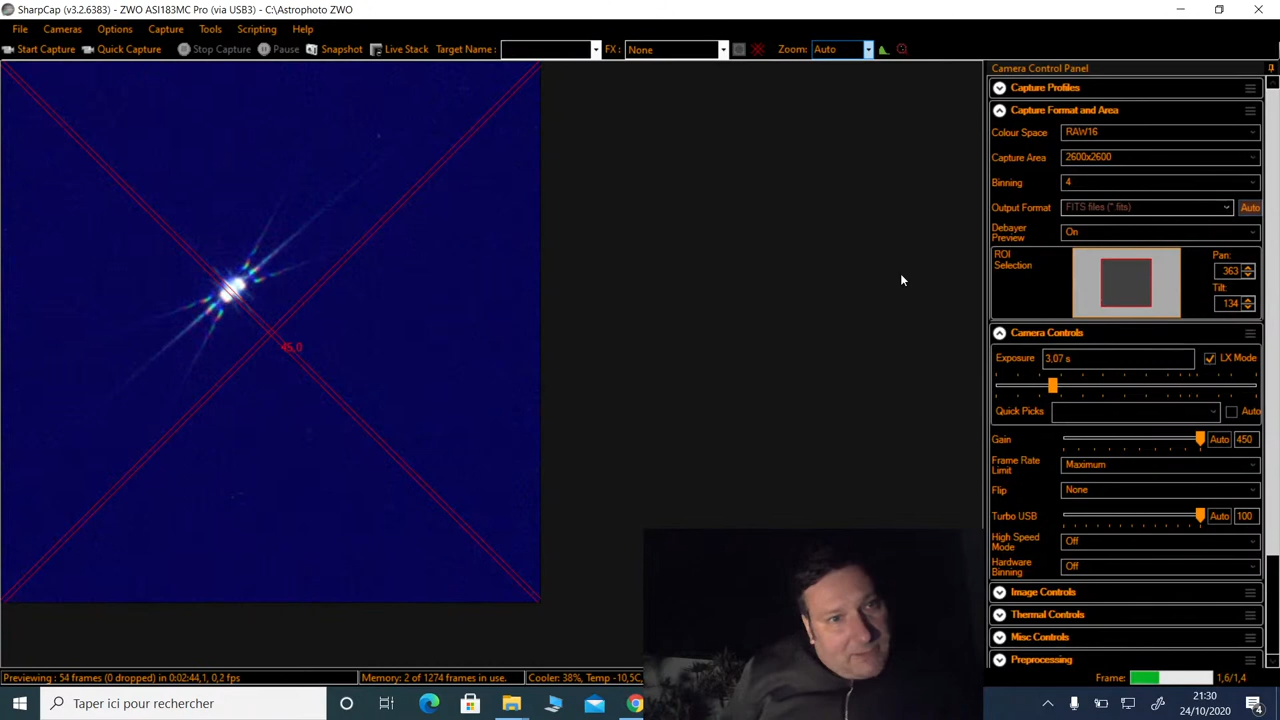 SharpCap (v3.2.6383) - ZWO ASI183MC Pro (via USB3) - C:\Astrophoto ZWO
File Cameras Options Capture Tools Scripting Help
Start Capture Quick Capture Stop Capture Pause Snapshot Live Stack Target Name : FX : None Zoom: Auto
45,0
Camera Control Panel
Capture Profiles
Capture Format and Area
Colour Space RAW16
Capture Area 2600x2600
Binning 4
Output Format FITS files (*.fits) Auto
Debayer
Preview On
ROI
Selection
Pan:
363
Tilt:
134
Camera Controls
Exposure 3,07 s LX Mode
Quick Picks Auto
Gain Auto 450
Frame Rate
Limit Maximum
Flip None
Turbo USB Auto 100
High Speed
Mode Off
Hardware
Binning Off
Image Controls
Thermal Controls
Misc Controls
Preprocessing
Previewing : 54 frames (0 dropped) in 0:02:44,1, 0,2 fps Memory: 2 of 1274 frames in use. Cooler: 38%, Temp -10,5C, Frame: 1,6/1,4
Taper ici pour rechercher
21:30
24/10/2020
4